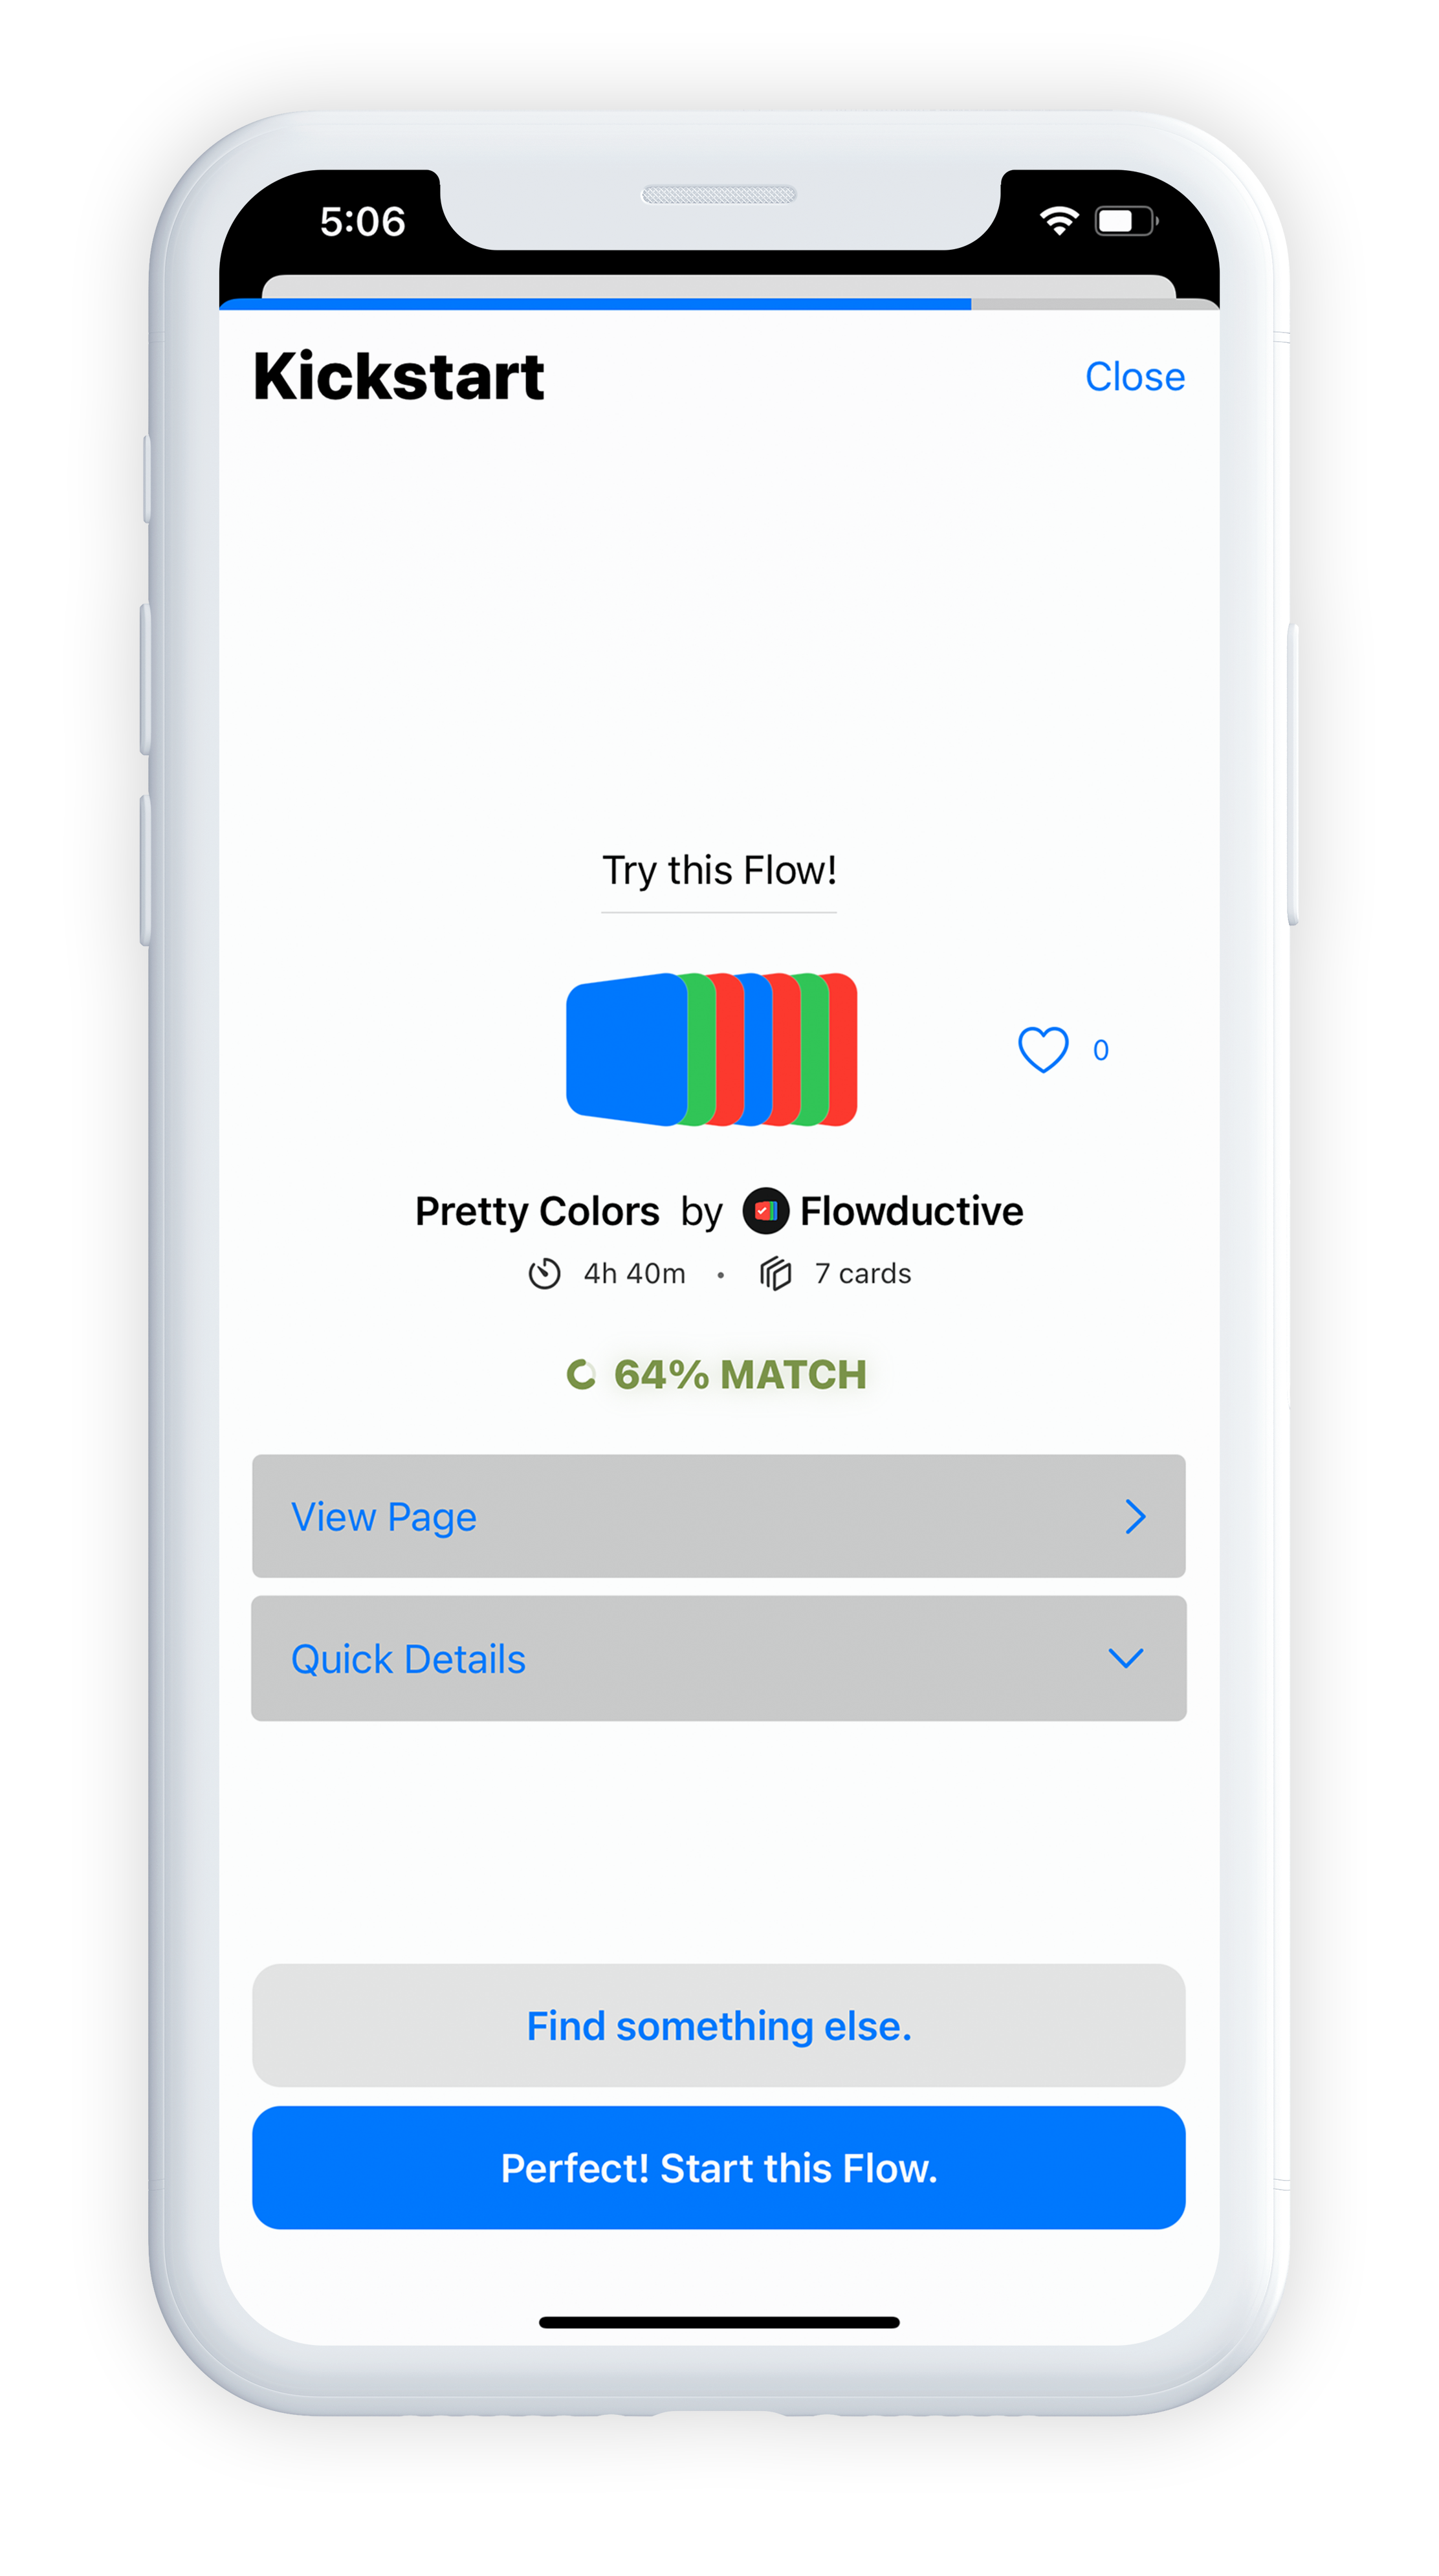 5:06
Kickstart
Close
Try this Flow!
0
Pretty Colors by Flowductive
4h 40m • 7 cards
64% MATCH
View Page
Quick Details
Find something else.
Perfect! Start this Flow.